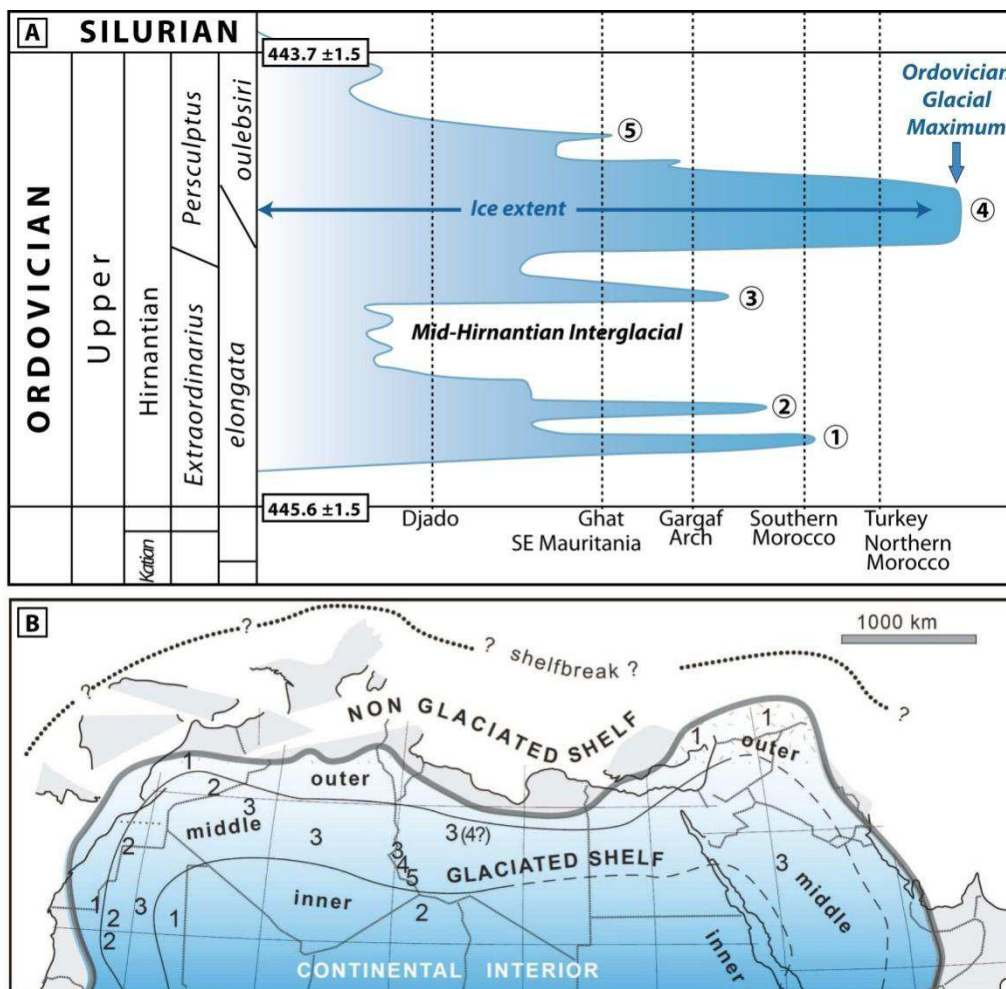 A SILURIAN
443.7 ±1.5
ORDOVICIAN
Upper
Hirnantian
Katian
Persculptus
Extraordinarius
oulebsiri
elongata
Ordovician
Glacial
Maximum
5
Ice extent
4
3
Mid-Hirnantian Interglacial
2
1
445.6 ±1.5
Djado
Ghat
SE Mauritania
Gargaf
Arch
Southern
Morocco
Turkey
Northern
Morocco
B
1000 km
? ? shelfbreak ?
?
?
NON GLACIATED SHELF
1 outer 1 1 outer
2
middle 3 3 3(4?)
2 3
4
5
GLACIATED SHELF
3 middle
1 2 3 1 inner 2
2
inner
CONTINENTAL INTERIOR